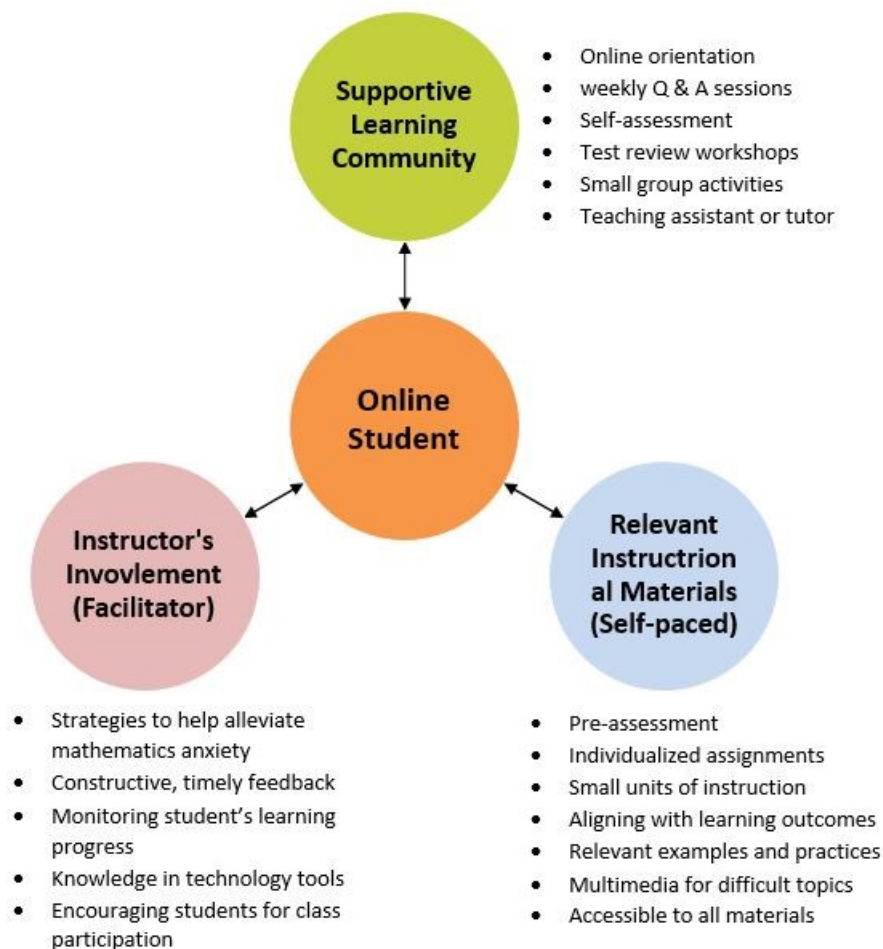 Supportive
Learning
Community
• Online orientation
• weekly Q & A sessions
• Self-assessment
• Test review workshops
• Small group activities
• Teaching assistant or tutor
Online
Student
Instructor's
Invovlement
(Facilitator)
Relevant
Instructrion
al Materials
(Self-paced)
• Strategies to help alleviate
mathematics anxiety
• Constructive, timely feedback
• Monitoring student’s learning
progress
• Knowledge in technology tools
• Encouraging students for class
participation
• Pre-assessment
• Individualized assignments
• Small units of instruction
• Aligning with learning outcomes
• Relevant examples and practices
• Multimedia for difficult topics
• Accessible to all materials